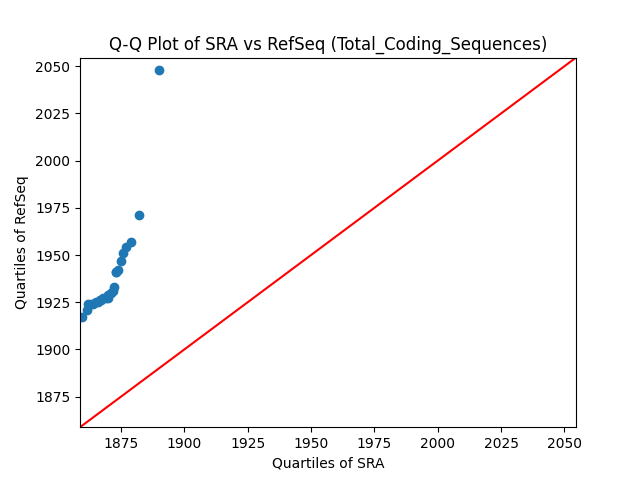 Q-Q Plot of SRA vs RefSeq (Total_Coding_Sequences)
2050
2025
2000
1975
1950
1925
1900
1875
Quartiles of RefSeq
1875 1900 1925 1950 1975 2000 2025 2050
Quartiles of SRA